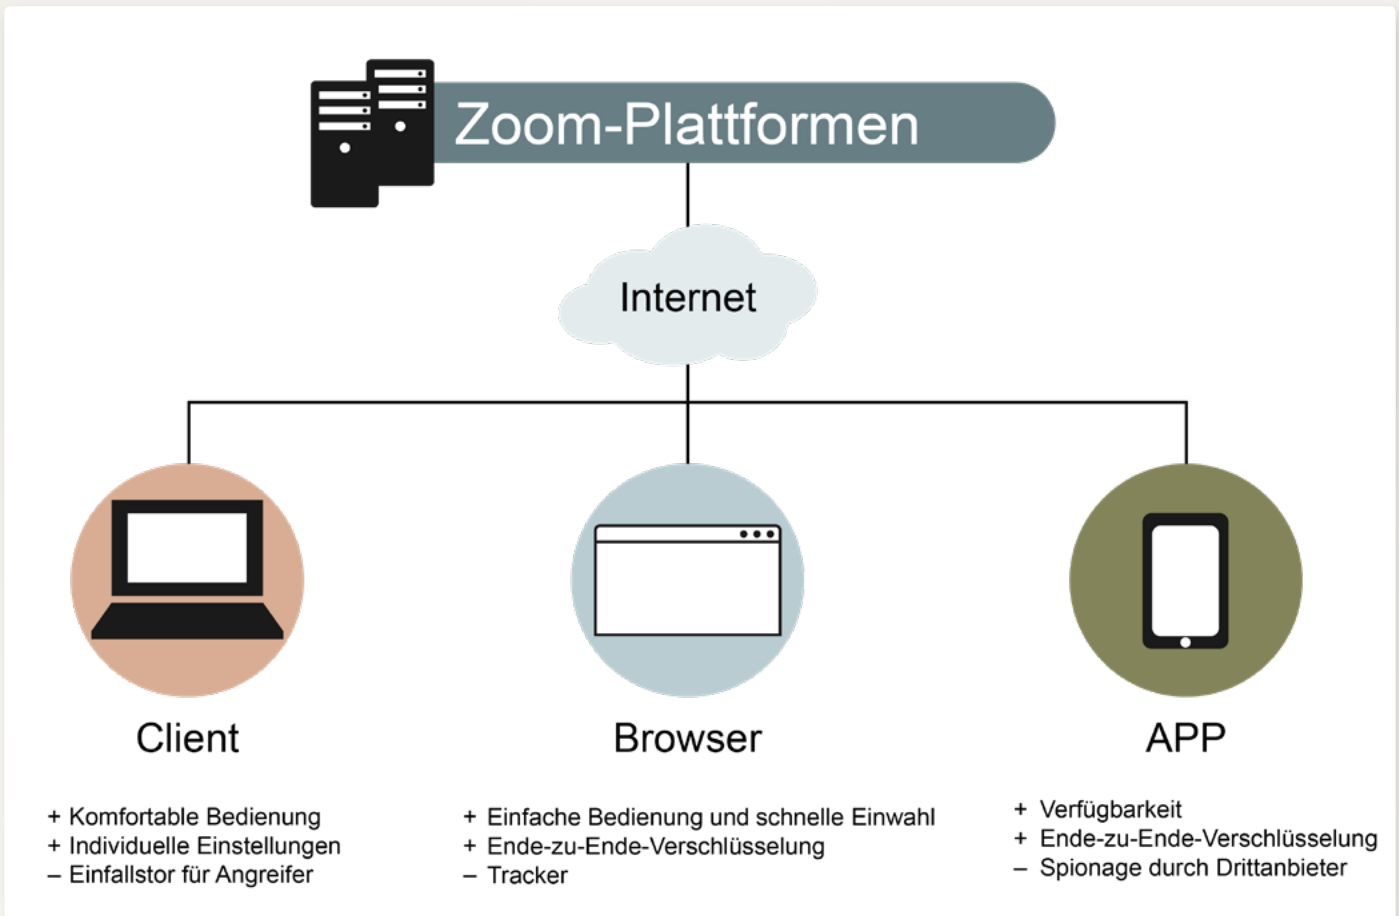 Zoom-Plattformen
Internet
Client
+ Komfortable Bedienung
+ Individuelle Einstellungen
– Einfallstor für Angreifer
Browser
+ Einfache Bedienung und schnelle Einwahl
+ Ende-zu-Ende-Verschlüsselung
– Tracker
APP
+ Verfügbarkeit
+ Ende-zu-Ende-Verschlüsselung
– Spionage durch Drittanbieter